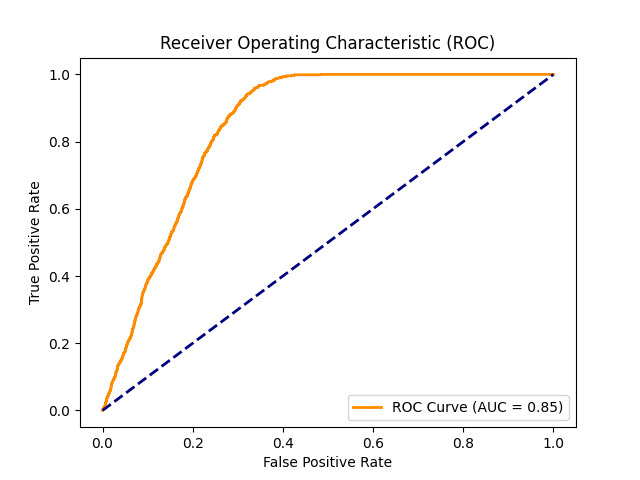 Receiver Operating Characteristic (ROC)
1.0
0.8
0.6
0.4
0.2
0.0
True Positive Rate
ROC Curve (AUC = 0.85)
0.0 0.2 0.4 0.6 0.8 1.0
False Positive Rate